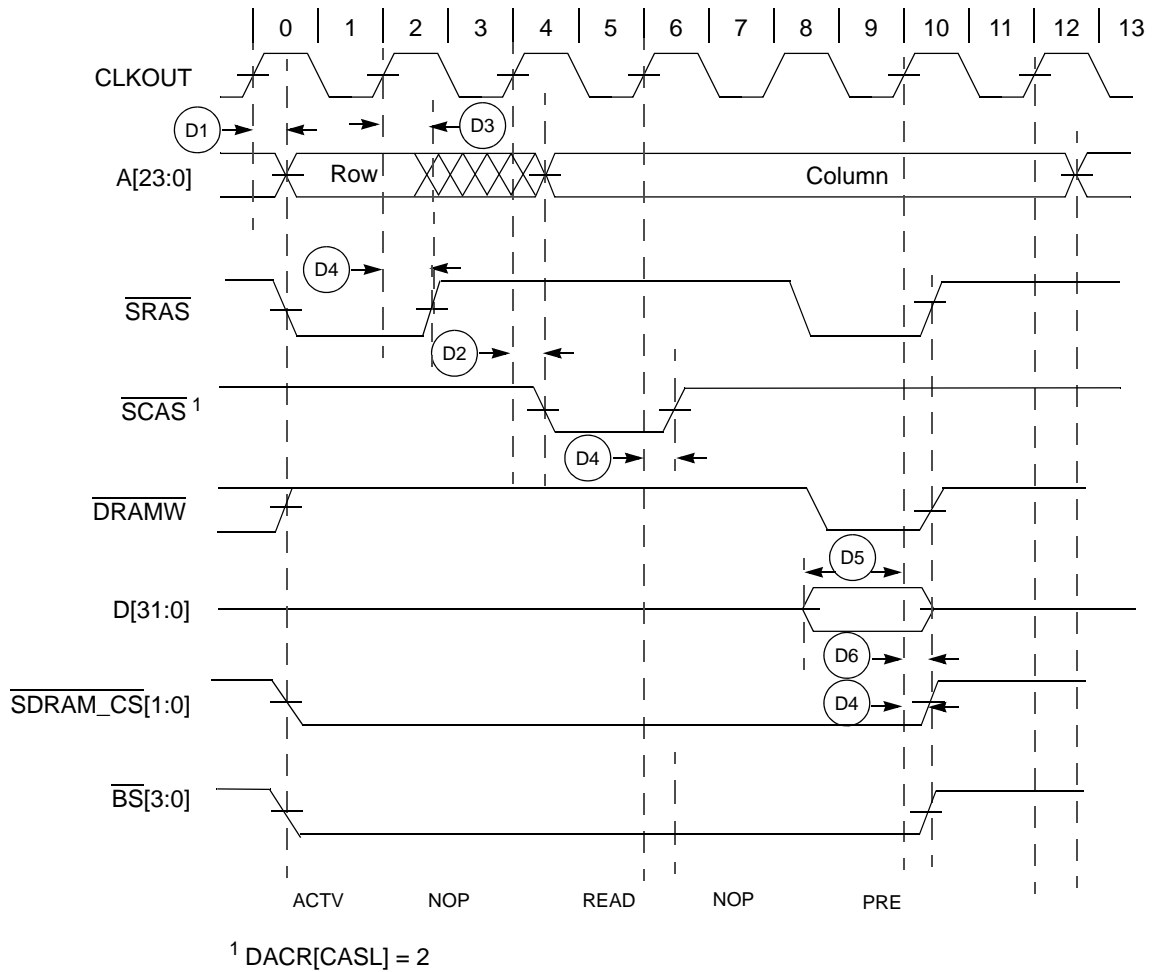 0 1 2 3 4 5 6 7 8 9 10 11 12 13
CLKOUT
D1 D3
A[23:0] Row Column
D4
SRAS
D2
SCAS 1
D4
DRAMW
D5
D[31:0]
D6
SDRAM_CS[1:0] D4
BS[3:0]
ACTV NOP READ NOP PRE
1 DACR[CASL] = 2